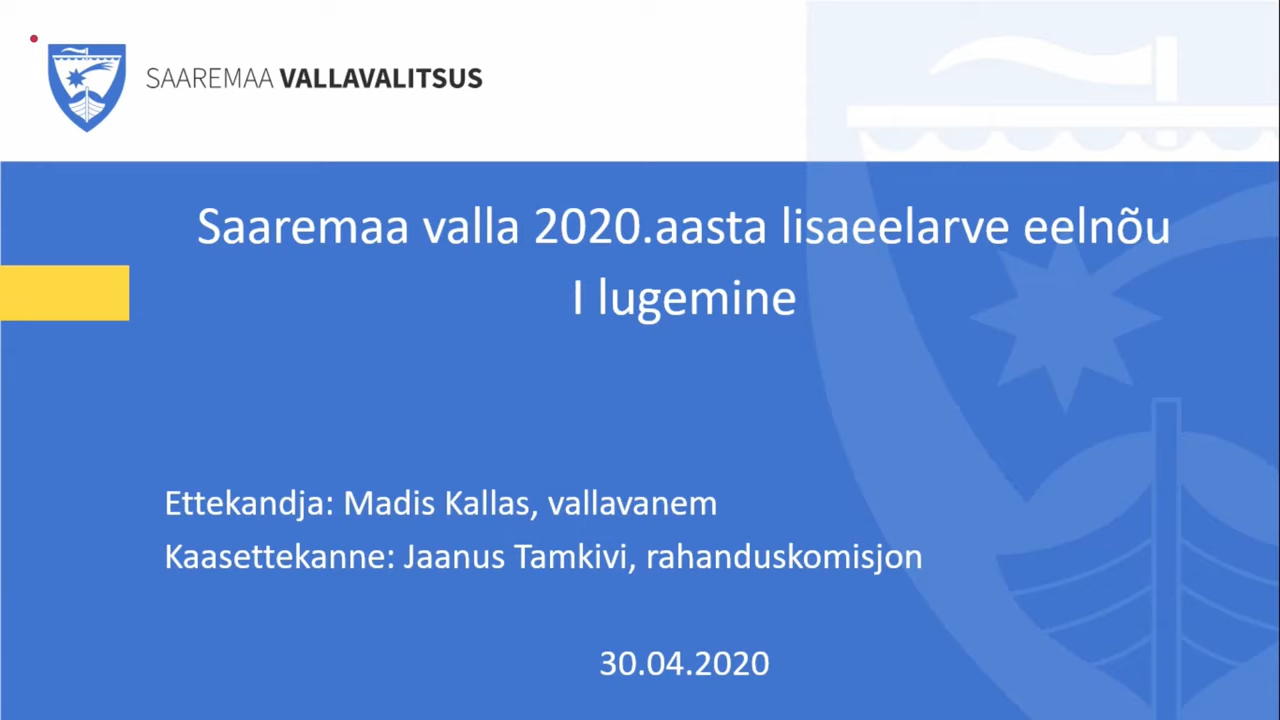 SAAREMAA VALLAVALITSUS
Saaremaa valla 2020.aasta lisaeelarve eelnõu
I lugemine
Ettekandja: Madis Kallas, vallavanem
Kaasettekanne: Jaanus Tamkivi, rahanduskomisjon
30.04.2020